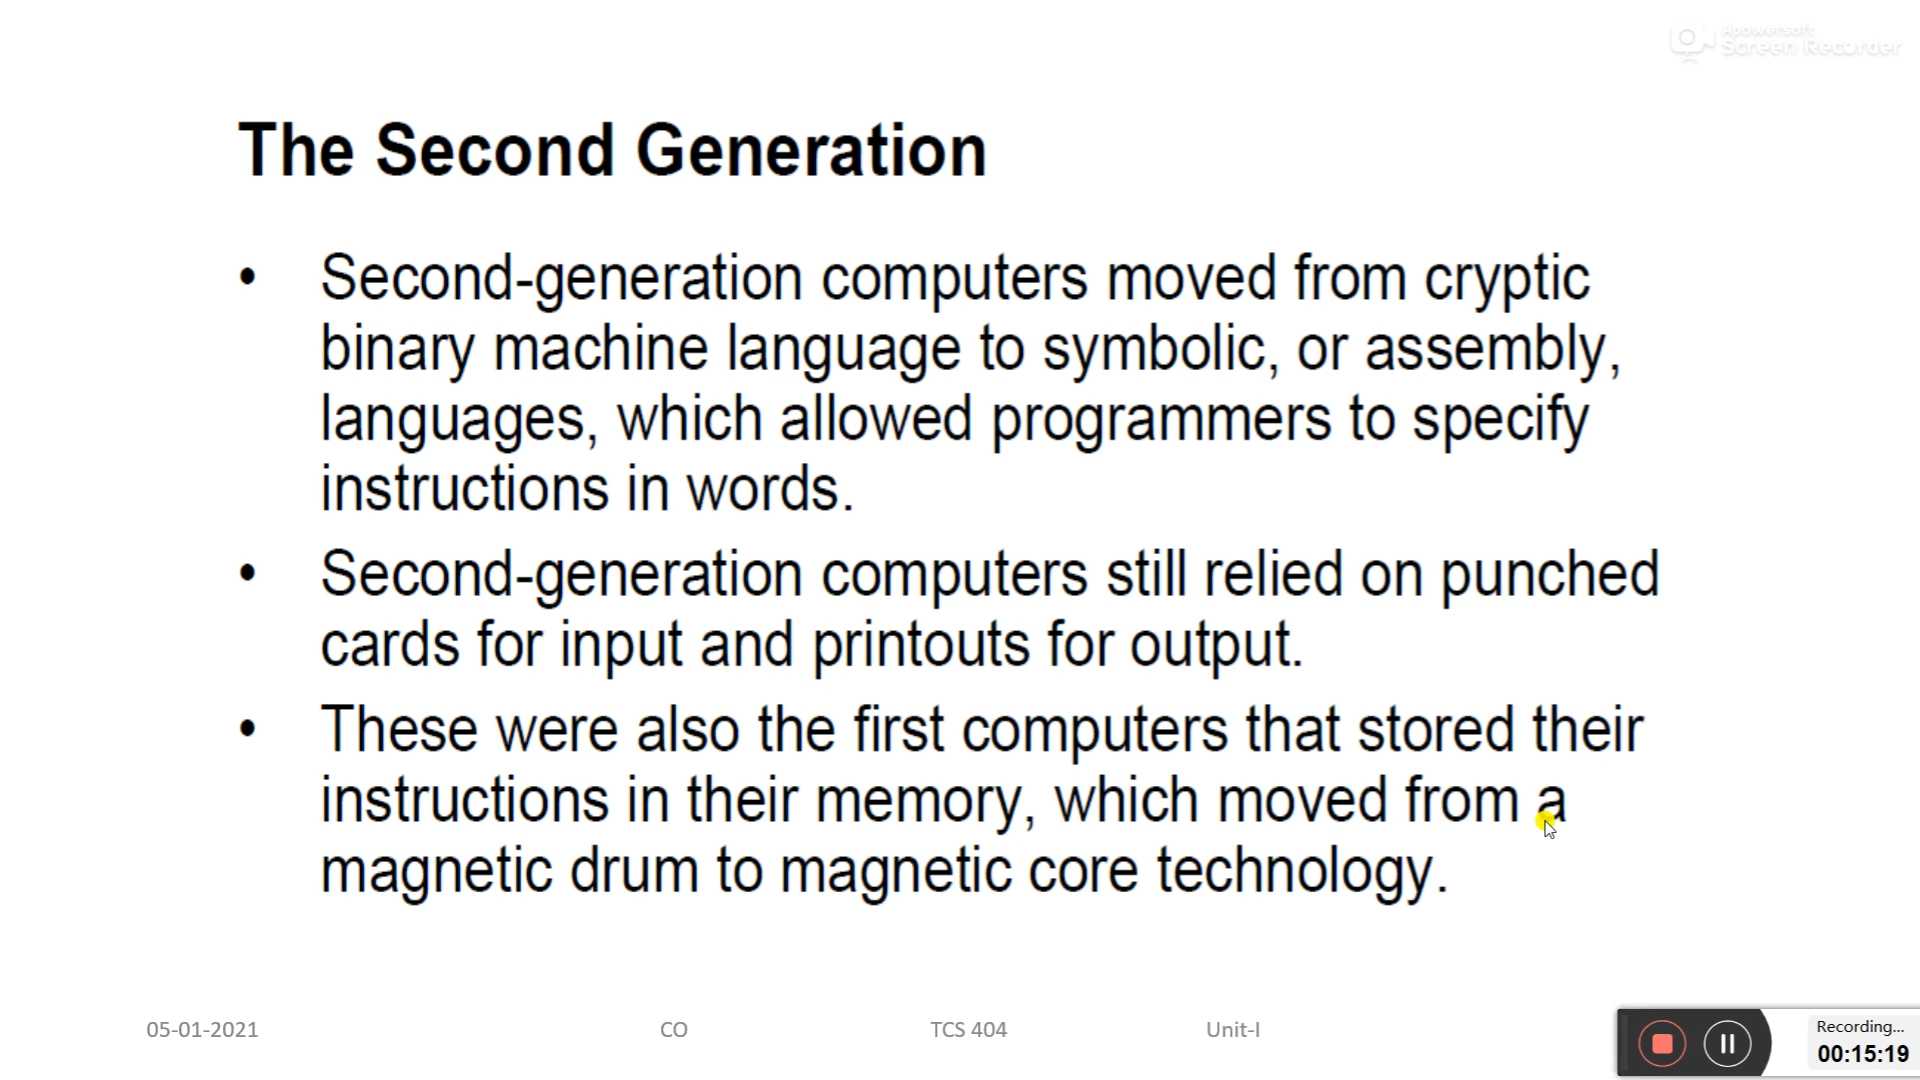 Apowersoft
Screen Recorder
The Second Generation
• Second-generation computers moved from cryptic
binary machine language to symbolic, or assembly,
languages, which allowed programmers to specify
instructions in words.
• Second-generation computers still relied on punched
cards for input and printouts for output.
• These were also the first computers that stored their
instructions in their memory, which moved from a
magnetic drum to magnetic core technology.
05-01-2021 CO TCS 404 Unit-I
Recording...
00:15:19